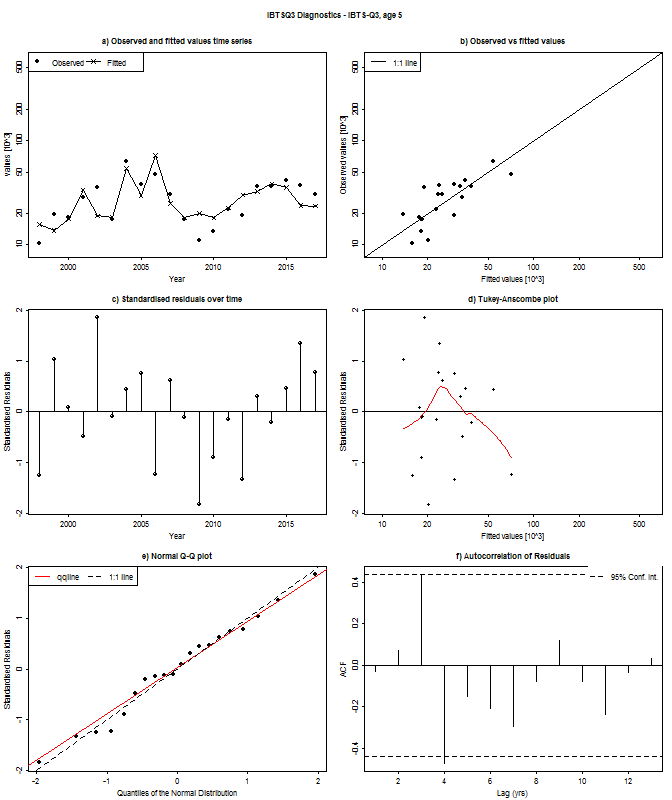 IBTSQ3 Diagnostics - IBTS-Q3, age 5
a) Observed and fitted values time series
Observed Fitted
values [10^3]
10 20 50 100 200 500
2000 2005 2010 2015
Year
b) Observed vs fitted values
1:1 line
Observed values [10^3]
10 20 50 100 200 500
10 20 50 100 200 500
Fitted values [10^3]
c) Standardised residuals over time
Standardised Residuals
-2 -1 0 1 2
2000 2005 2010 2015
Year
d) Tukey-Anscombe plot
Standardised Residuals
-2 -1 0 1 2
10 20 50 100 200 500
Fitted values [10^3]
e) Normal Q-Q plot
qqline 1:1 line
Standardised Residuals
-2 -1 0 1 2
-2 -1 0 1 2
Quantiles of the Normal Distribution
f) Autocorrelation of Residuals
95% Conf. Int.
ACF
-0.4 -0.2 0.0 0.2 0.4
2 4 6 8 10 12
Lag (yrs)